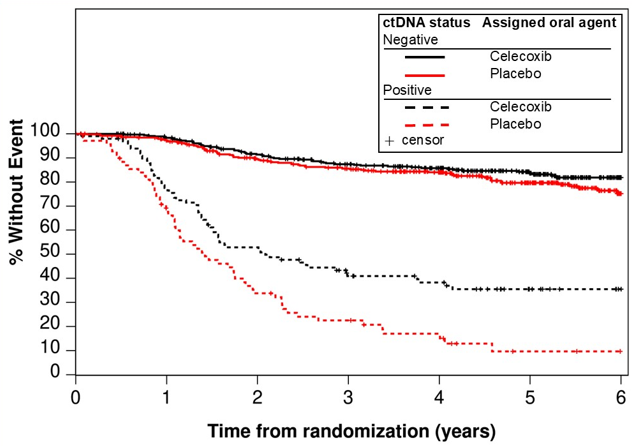 ctDNA status Assigned oral agent
Negative
Celecoxib
Placebo
Positive
Celecoxib
Placebo
+ censor
% Without Event
100
90
80
70
60
50
40
30
20
10
0
0 1 2 3 4 5 6
Time from randomization (years)